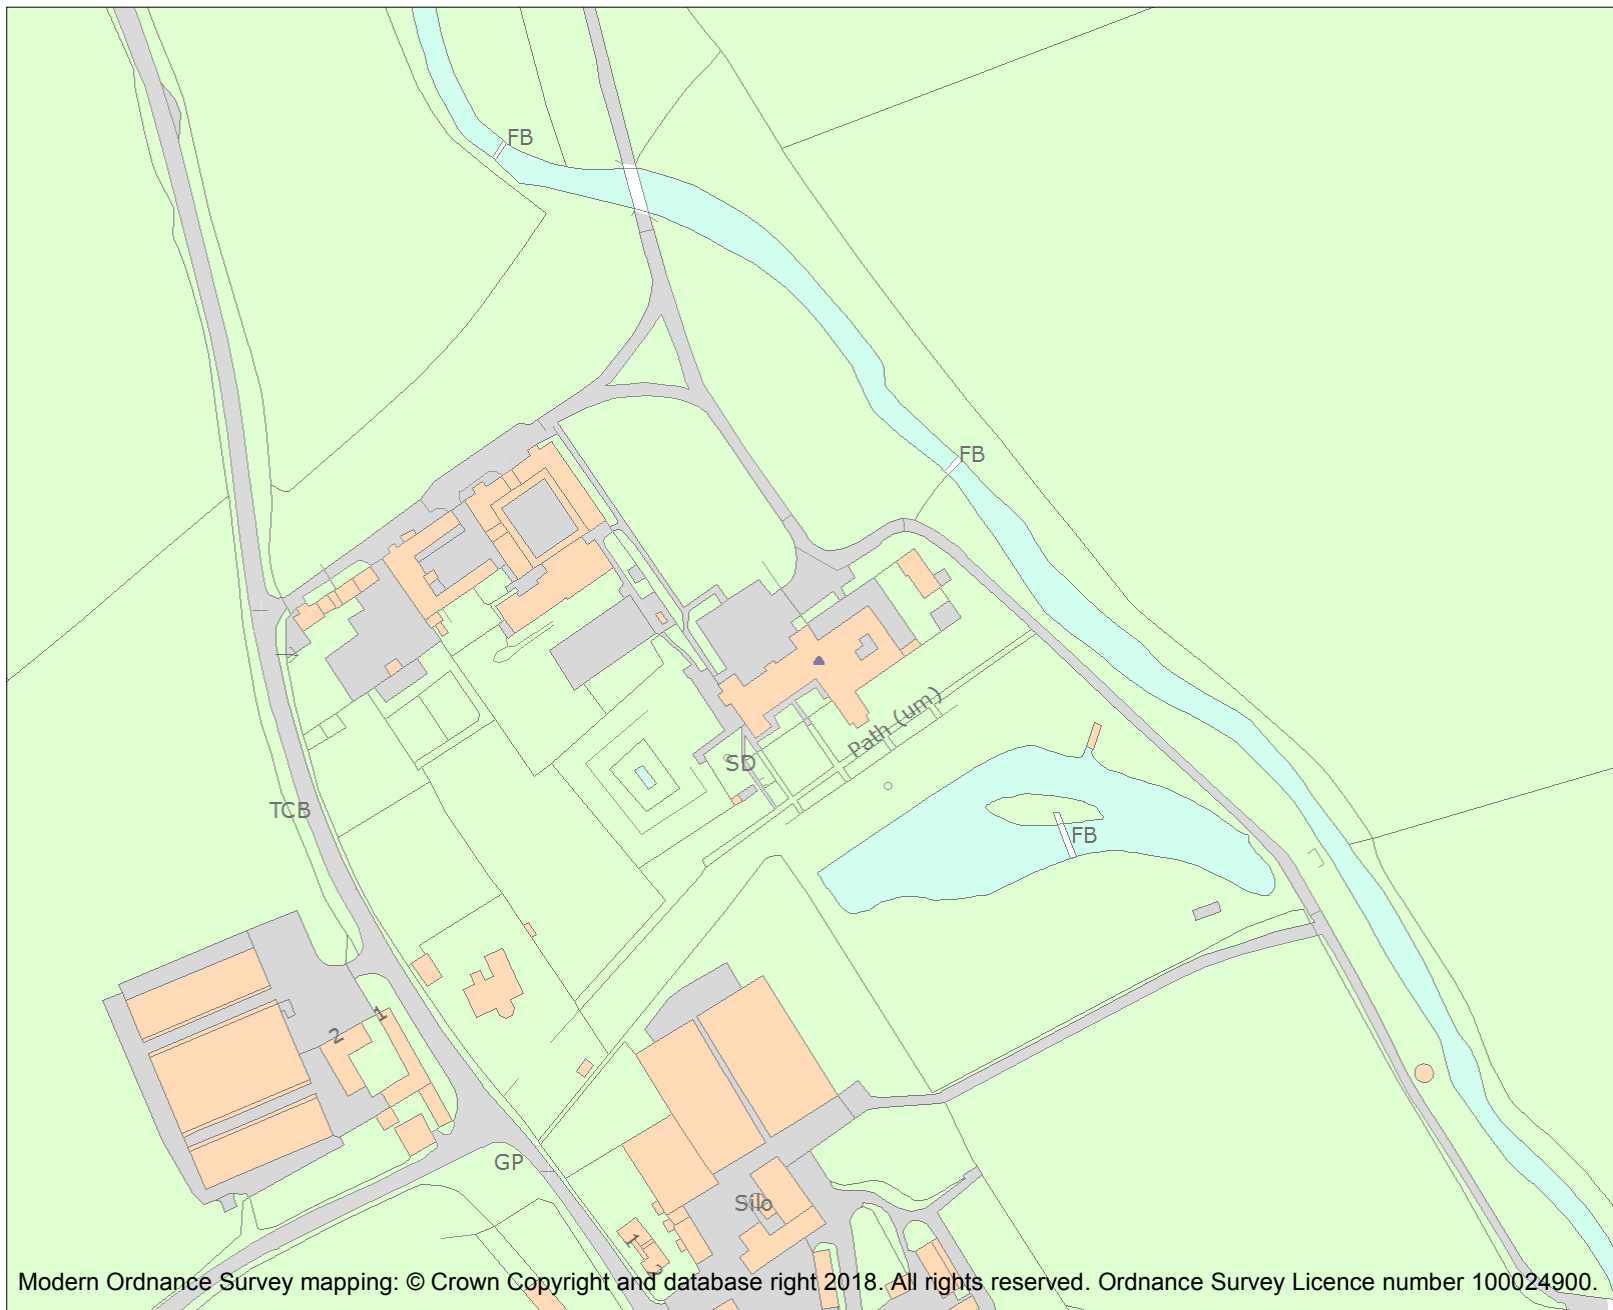 FB
FB
Path (um)
SD
TCB
FB
1
2
GP
Silo
1
Modern Ordnance Survey mapping: © Crown Copyright and database right 2018. All rights reserved. Ordnance Survey Licence number 100024900.